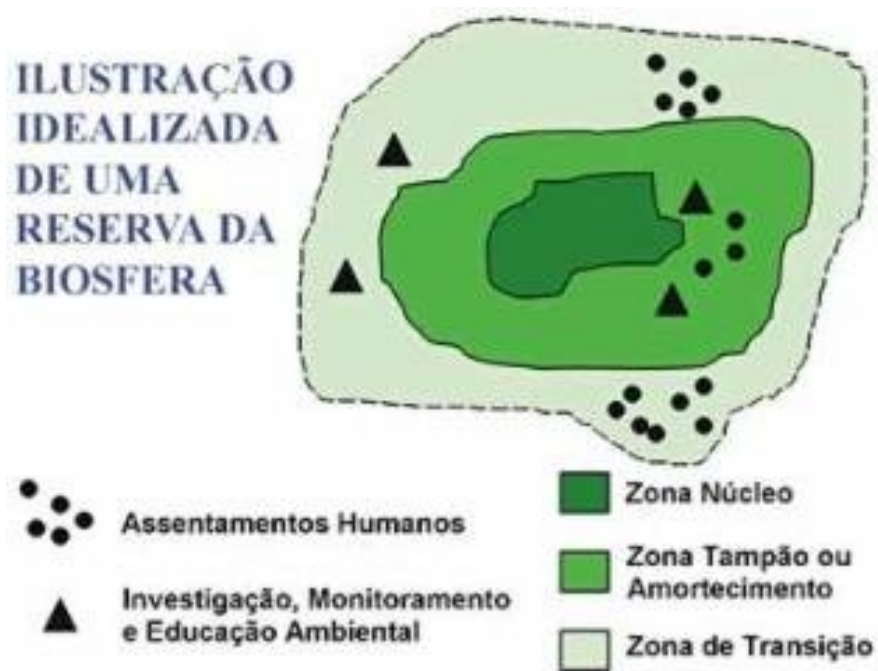 ILUSTRAÇÃO
IDEALIZADA
DE UMA
RESERVA DA
BIOSFERA
Assentamentos Humanos
Investigação, Monitoramento
e Educação Ambiental
Zona Núcleo
Zona Tampão ou
Amortecimento
Zona de Transição